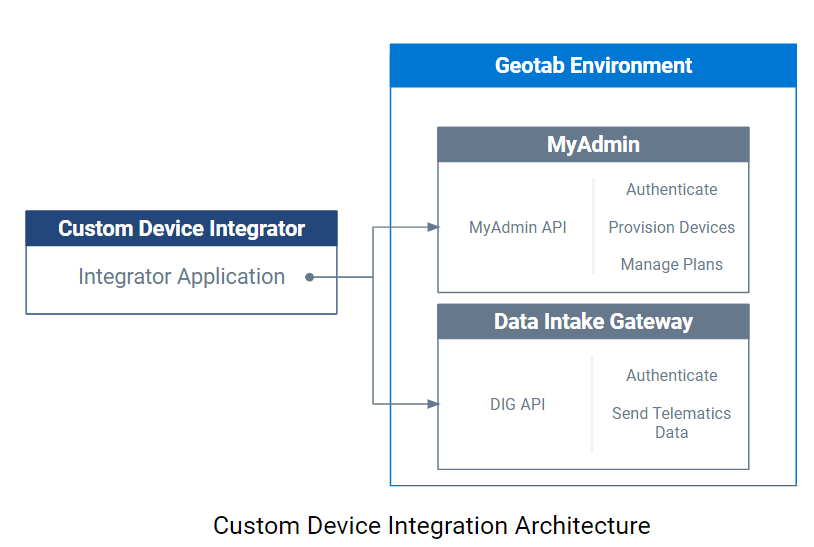 Geotab Environment
MyAdmin
MyAdmin API
Authenticate
Provision Devices
Manage Plans
Custom Device Integrator
Integrator Application
Data Intake Gateway
DIG API
Authenticate
Send Telematics
Data
Custom Device Integration Architecture